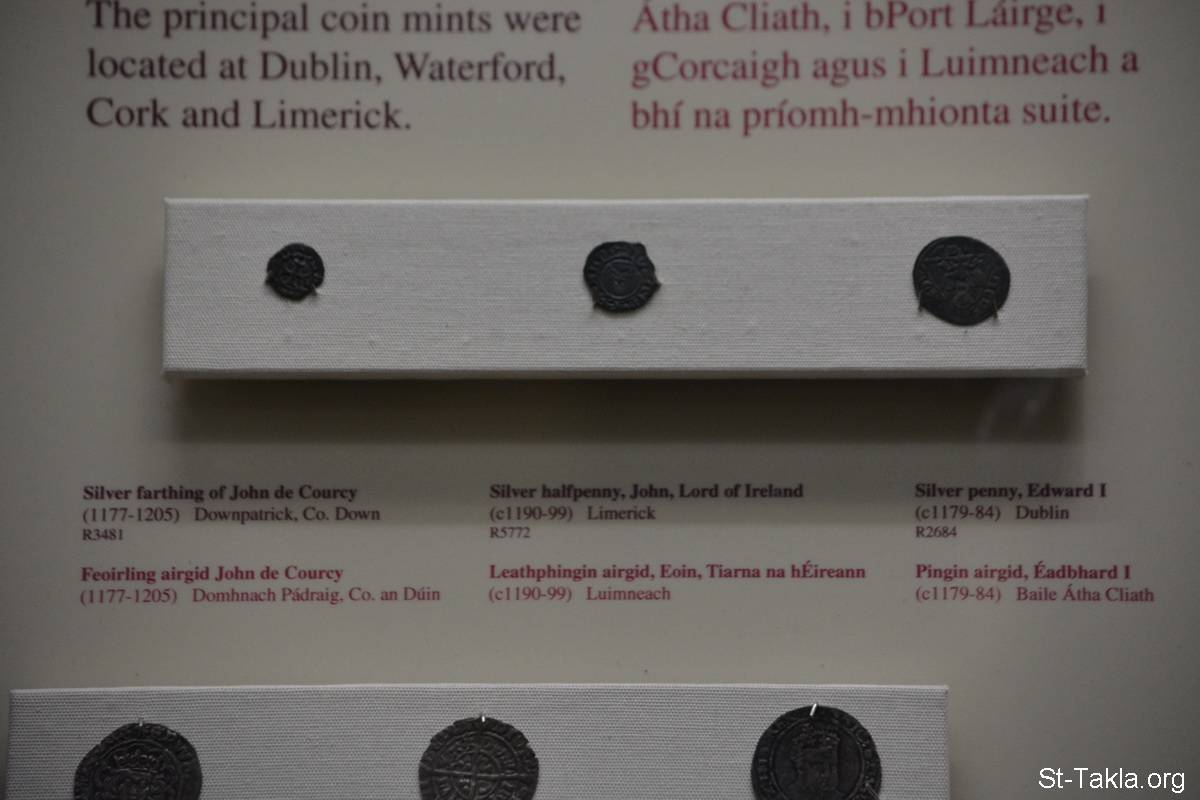 The principal coin mints were
located at Dublin, Waterford,
Cork and Limerick.
Átha Cliath, i bPort Láirge, i
gCorcaigh agus i Luimneach a
bhí na príomh-mhionta suite.
Silver farthing of John de Courcy
(1177-1205) Downpatrick, Co. Down
R3481
Feoirling airgid John de Courcy
(1177-1205) Domhnach Pádraig, Co. an Dúin
Silver halfpenny, John, Lord of Ireland
(c1190-99) Limerick
R5772
Leathphingin airgid, Eoin, Tiarna na hÉireann
(c1190-99) Luimneach
Silver penny, Edward I
(c1179-84) Dublin
R2684
Pingin airgid, Éadbhard I
(c1179-84) Baile Átha Cliath
St-Takla.org